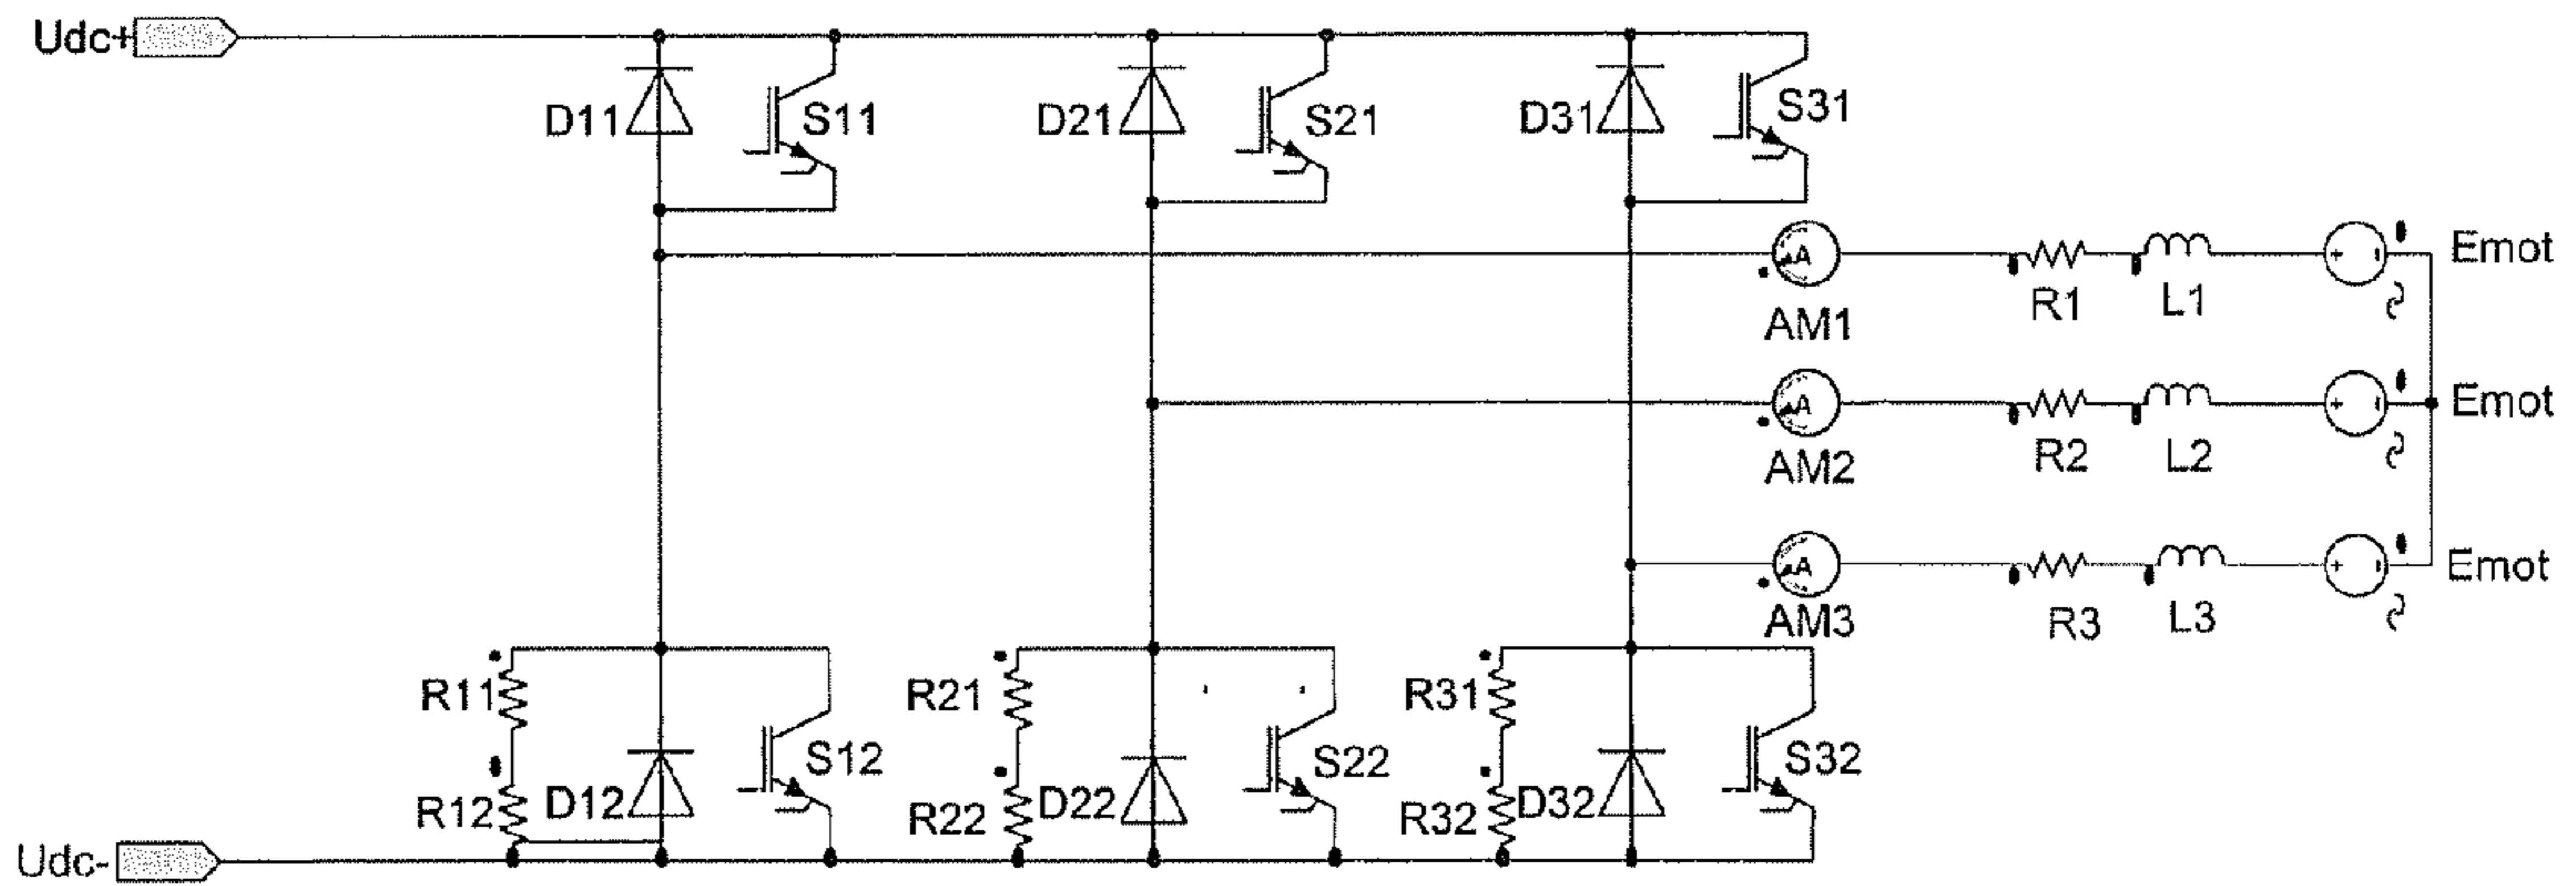 Udc+
D11 S11 D21 S21 D31 S31
A R1 L1 + - Emot
AM1
A R2 L2 + - Emot
AM2
A R3 L3 + - Emot
AM3
R11 R21 R31
R12 D12 S12 R22 D22 S22 R32 D32 S32
Udc-